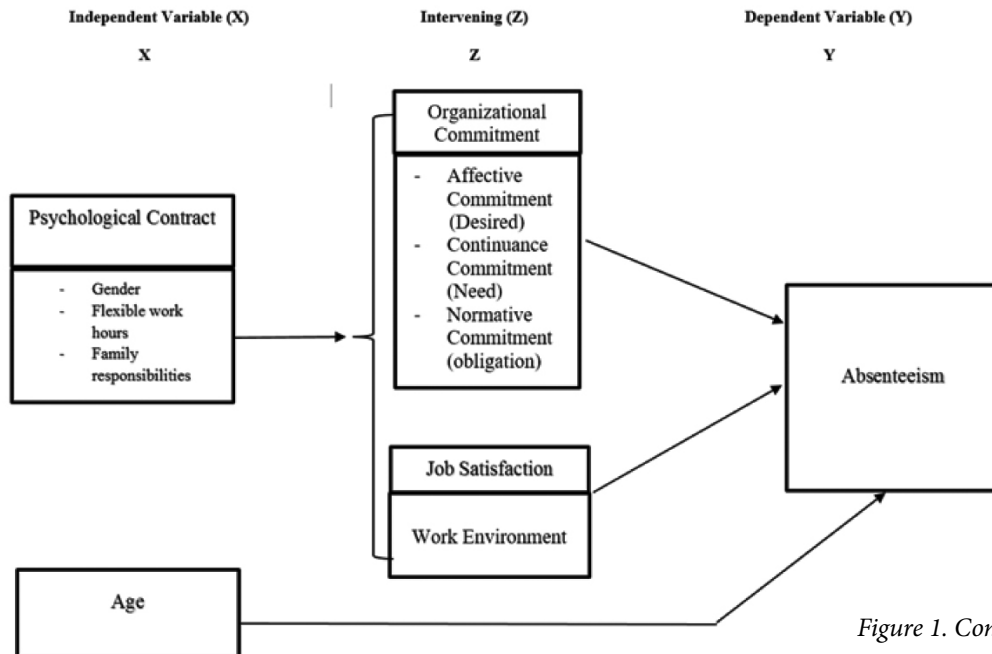 Independent Variable (X)
Intervening (Z)
Dependent Variable (Y)
X
Z
Y
Organizational
Commitment
- Affective
Commitment
(Desired)
- Continuance
Commitment
(Need)
- Normative
Commitment
(obligation)
Psychological Contract
- Gender
- Flexible work
hours
- Family
responsibilities
Absenteeism
Job Satisfaction
Work Environment
Age
Figure 1.